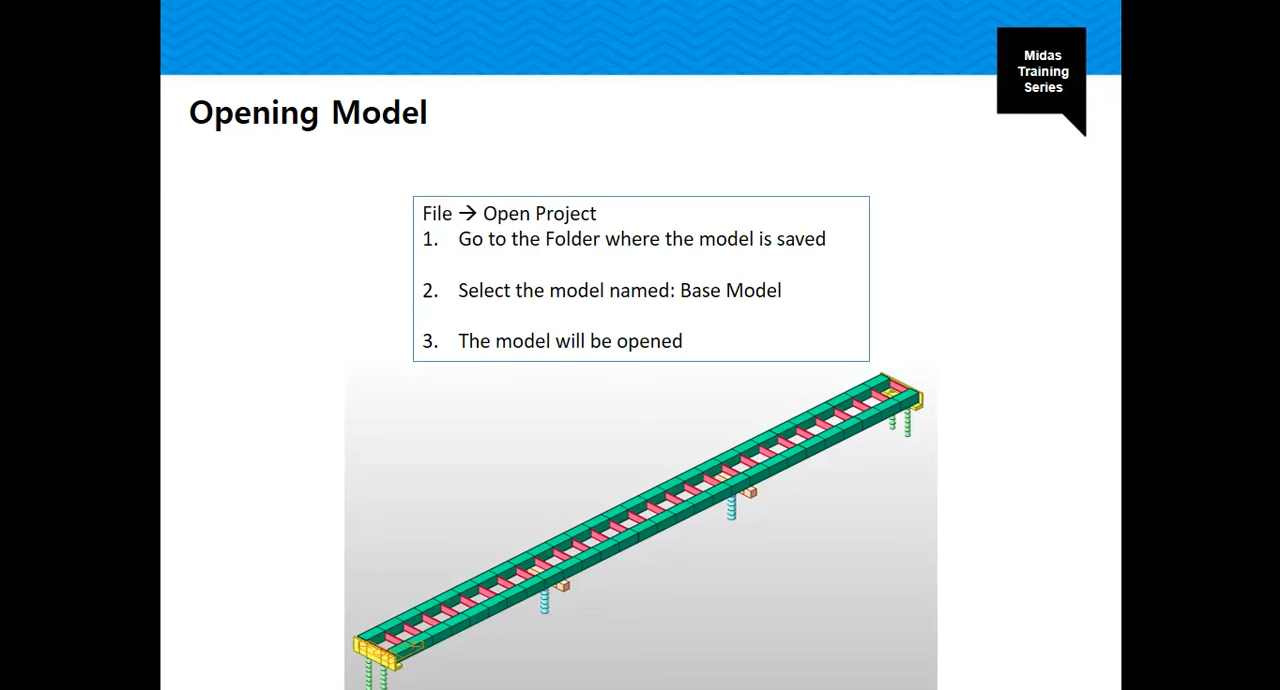 Midas
Training
Series
Opening Model
File → Open Project
1. Go to the Folder where the model is saved
2. Select the model named: Base Model
3. The model will be opened